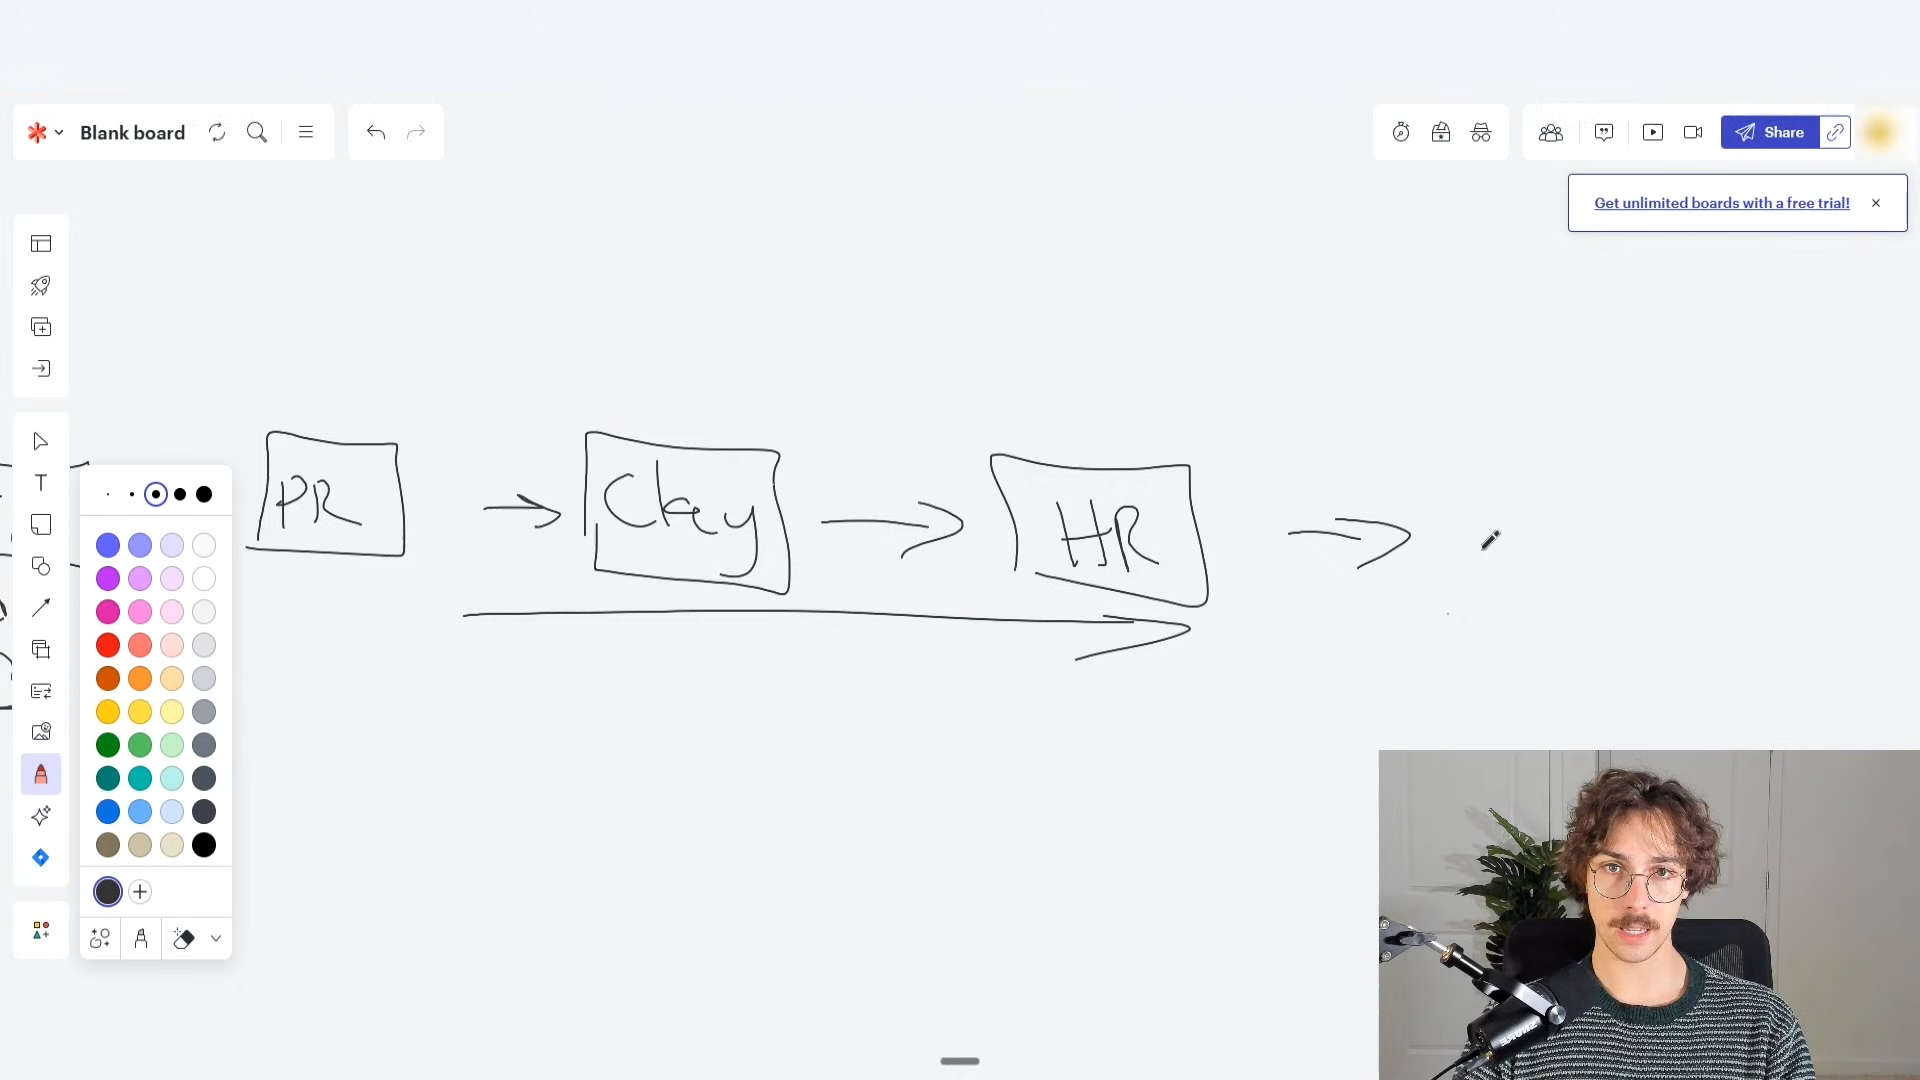 Blank board
Share
Get unlimited boards with a free trial!
T
PR
Clay
HR